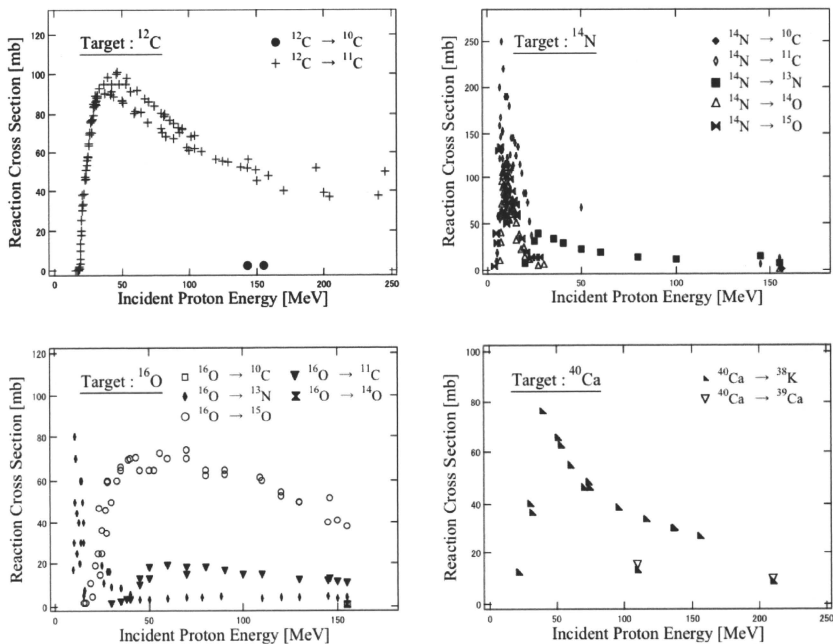 Target : ¹²C
● ¹²C → ¹⁰C
+ ¹²C → ¹¹C
Reaction Cross Section [mb]
120
100
80
60
40
20
0
0 50 100 150 200 250
Incident Proton Energy [MeV]
Target : ¹⁴N
◆ ¹⁴N → ¹⁰C
◊ ¹⁴N → ¹¹C
■ ¹⁴N → ¹³N
△ ¹⁴N → ¹⁴O
⧓ ¹⁴N → ¹⁵O
Reaction Cross Section [mb]
250
200
150
100
50
0
0 50 100 150 200
Incident Proton Energy [MeV]
Target : ¹⁶O
□ ¹⁶O → ¹⁰C ▼ ¹⁶O → ¹¹C
♦ ¹⁶O → ¹³N ⧗ ¹⁶O → ¹⁴O
○ ¹⁶O → ¹⁵O
Reaction Cross Section [mb]
120
100
80
60
40
20
0
0 50 100 150
Incident Proton Energy [MeV]
Target : ⁴⁰Ca
◣ ⁴⁰Ca → ³⁸K
▽ ⁴⁰Ca → ³⁹Ca
Reaction Cross Section [mb]
100
80
60
40
20
0
0 50 100 150 200 250
Incident Proton Energy [MeV]